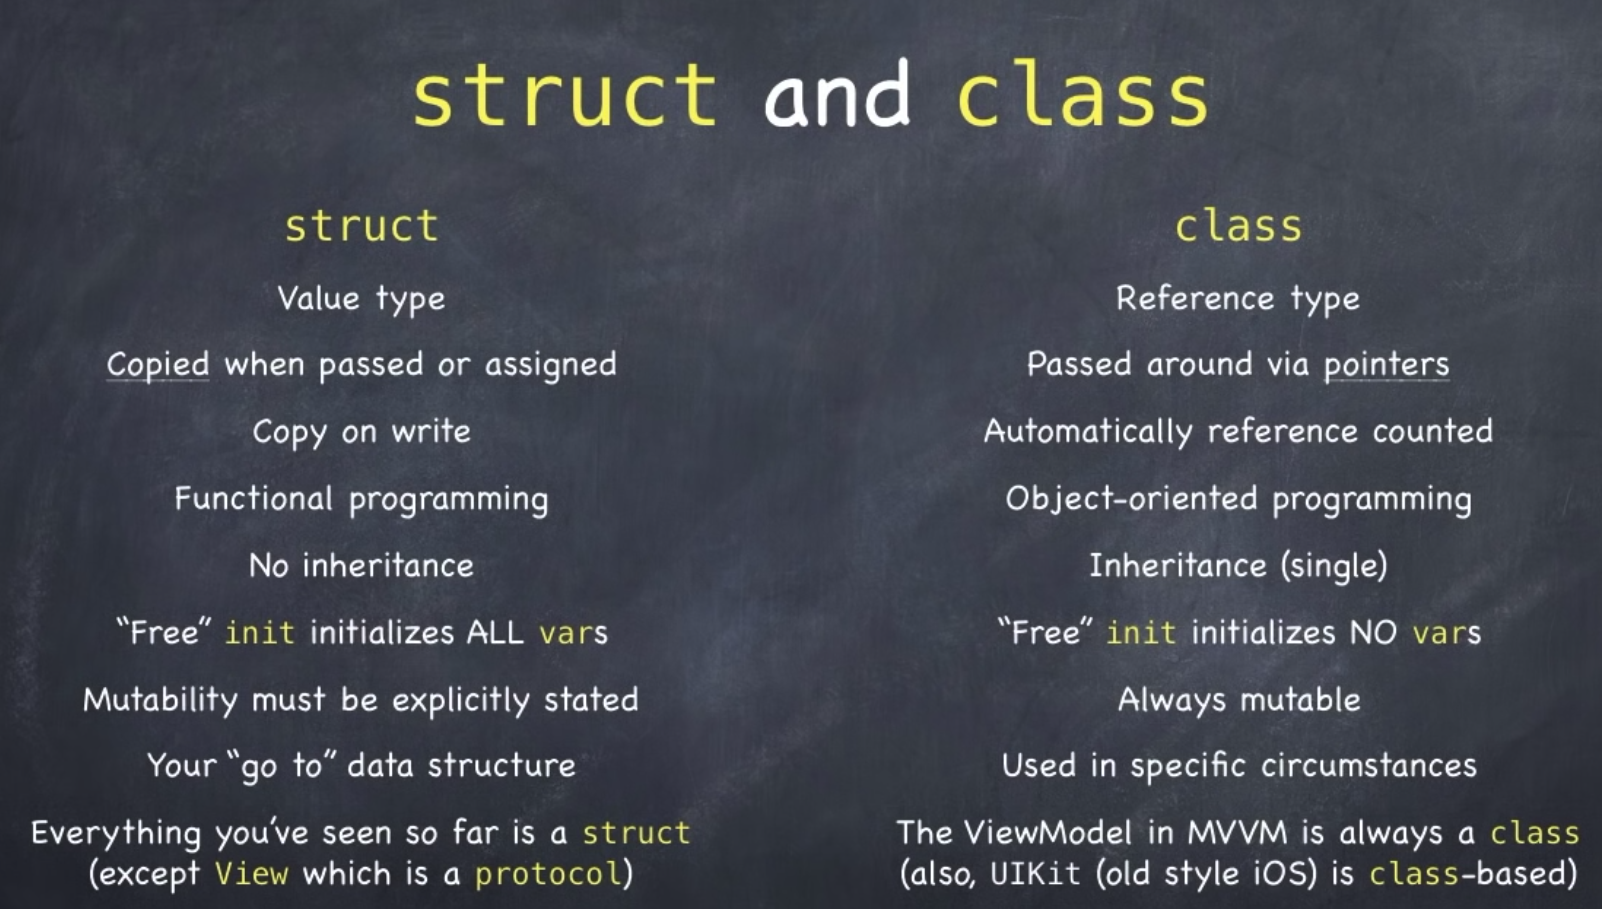 struct and class
struct
Value type
Copied when passed or assigned
Copy on write
Functional programming
No inheritance
“Free” init initializes ALL vars
Mutability must be explicitly stated
Your “go to” data structure
Everything you’ve seen so far is a struct
(except View which is a protocol)
class
Reference type
Passed around via pointers
Automatically reference counted
Object-oriented programming
Inheritance (single)
“Free” init initializes NO vars
Always mutable
Used in specific circumstances
The ViewModel in MVVM is always a class
(also, UIKit (old style iOS) is class-based)